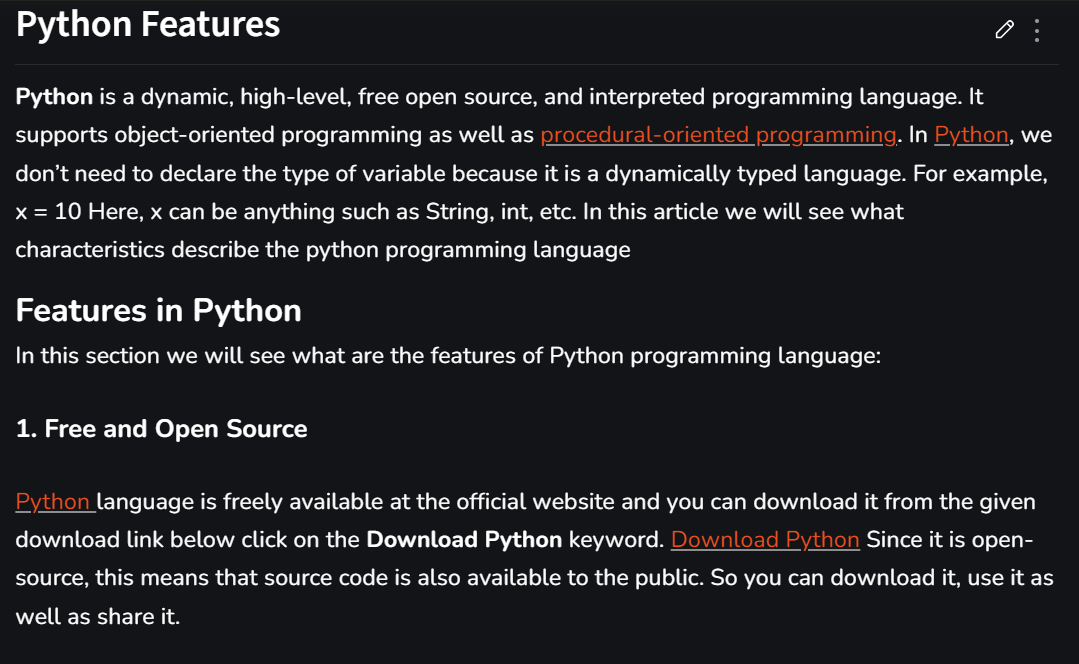 Python Features
Python is a dynamic, high-level, free open source, and interpreted programming language. It
supports object-oriented programming as well as procedural-oriented programming. In Python, we
don’t need to declare the type of variable because it is a dynamically typed language. For example,
x = 10 Here, x can be anything such as String, int, etc. In this article we will see what
characteristics describe the python programming language
Features in Python
In this section we will see what are the features of Python programming language:
1. Free and Open Source
Python language is freely available at the official website and you can download it from the given
download link below click on the Download Python keyword. Download Python Since it is open-
source, this means that source code is also available to the public. So you can download it, use it as
well as share it.